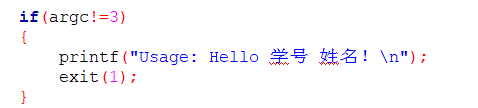 if(argc!=3)
{
    printf("Usage: Hello 学号 姓名！\n");
    exit(1);
}